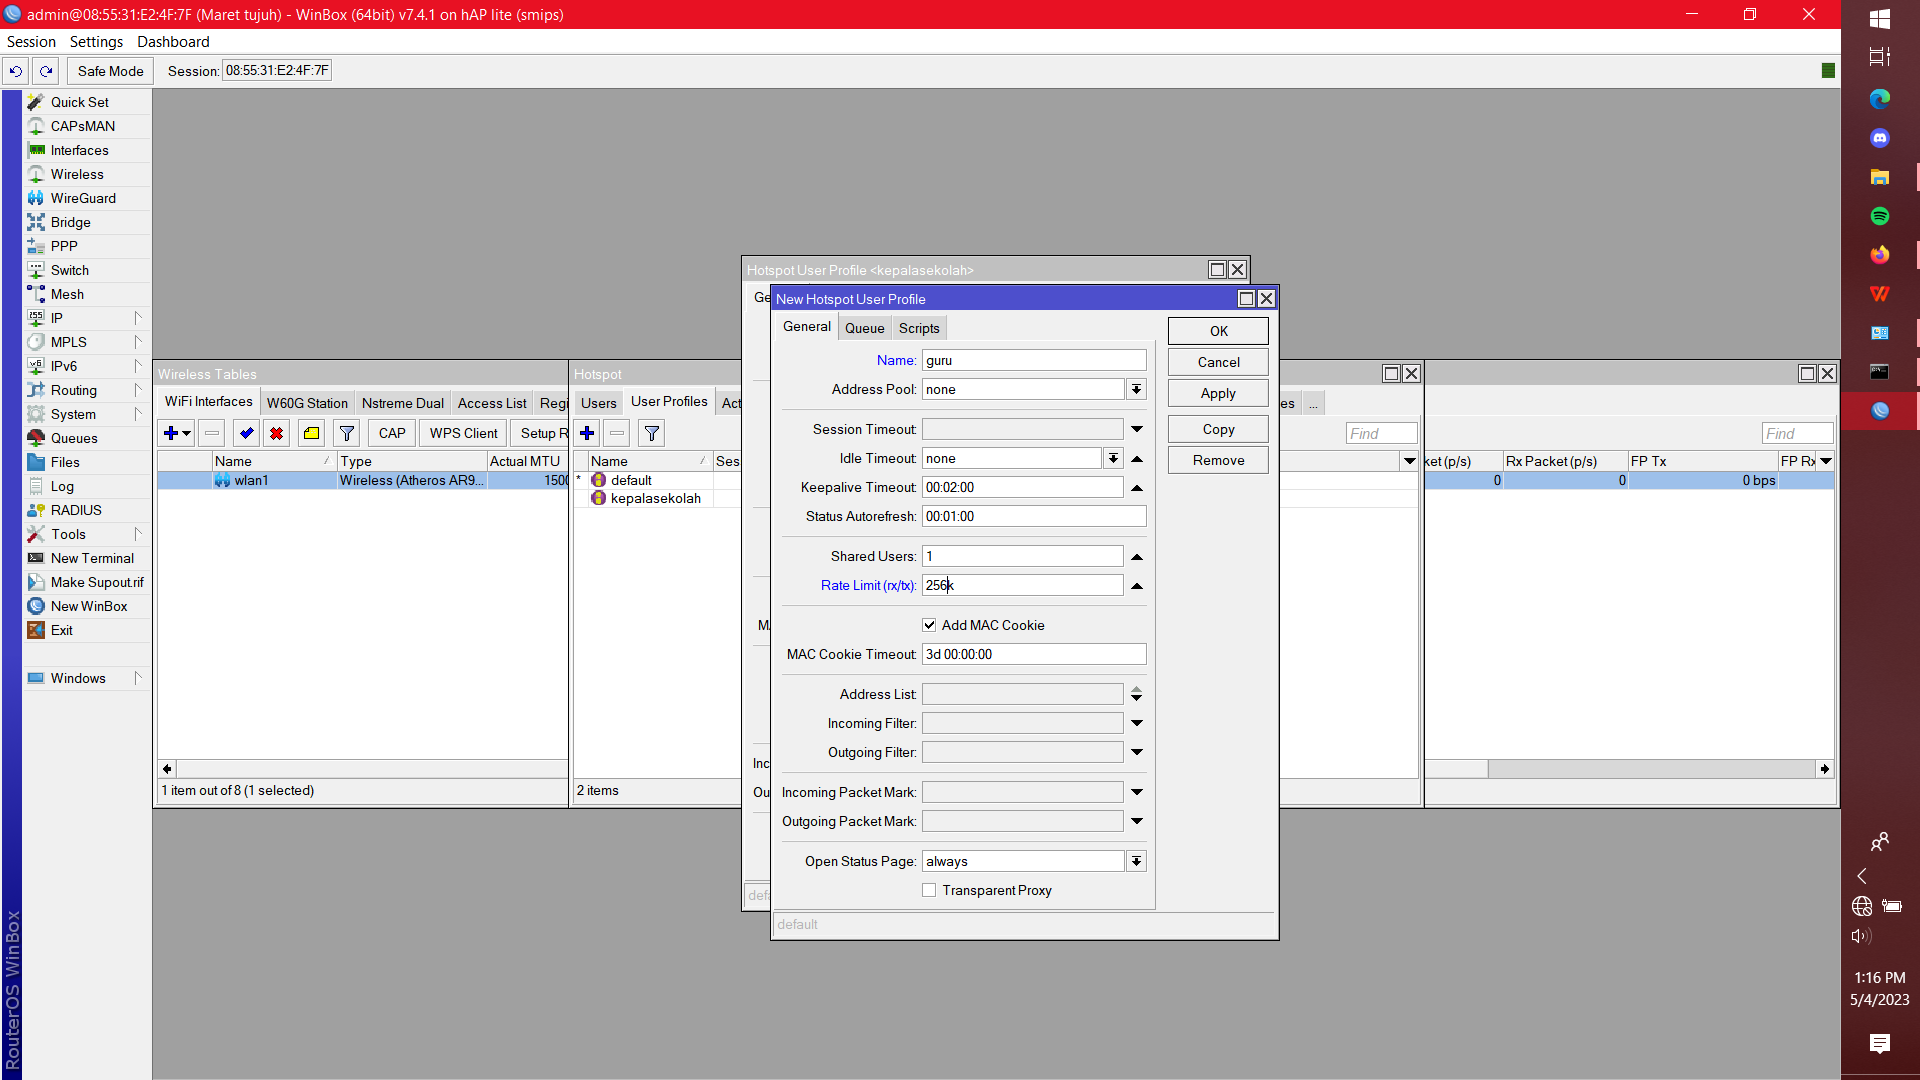 admin@08:55:31:E2:4F:7F (Maret tujuh) - WinBox (64bit) v7.4.1 on hAP lite (smips)
Session Settings Dashboard
Safe Mode Session: 08:55:31:E2:4F:7F
Quick Set
CAPsMAN
Interfaces
Wireless
WireGuard
Bridge
PPP
Switch
Mesh
IP
MPLS
IPv6
Routing
System
Queues
Files
Log
RADIUS
Tools
New Terminal
Make Supout.rif
New WinBox
Exit
Windows
RouterOS WinBox
Wireless Tables
WiFi Interfaces W60G Station Nstreme Dual Access List Regi
CAP WPS Client Setup R
Name Type Actual MTU
wlan1 Wireless (Atheros AR9... 1500
1 item out of 8 (1 selected)
Hotspot
Users User Profiles Act
es ...
Find
Name Ses
* default
kepalasekolah
2 items
Hotspot User Profile <kepalasekolah>
Ge
M
Inc
Ou
defa
New Hotspot User Profile
General Queue Scripts
Name: guru
Address Pool: none
Session Timeout:
Idle Timeout: none
Keepalive Timeout: 00:02:00
Status Autorefresh: 00:01:00
Shared Users: 1
Rate Limit (rx/tx): 256k
Add MAC Cookie
MAC Cookie Timeout: 3d 00:00:00
Address List:
Incoming Filter:
Outgoing Filter:
Incoming Packet Mark:
Outgoing Packet Mark:
Open Status Page: always
Transparent Proxy
default
OK
Cancel
Apply
Copy
Remove
Find
ket (p/s) Rx Packet (p/s) FP Tx FP Rx
0 0 0 bps
1:16 PM
5/4/2023